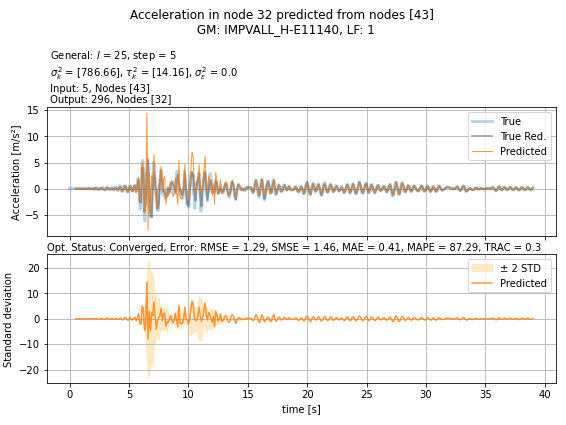 Acceleration in node 32 predicted from nodes [43]
GM: IMPVALL_H-E11140, LF: 1
General: l = 25, step = 5
σ²ₖ = [786.66], τ²ₖ = [14.16], σ²ε = 0.0
Input: 5, Nodes [43]
Output: 296, Nodes [32]
Acceleration [m/s²]
15
10
5
0
−5
True
True Red.
Predicted
Opt. Status: Converged, Error: RMSE = 1.29, SMSE = 1.46, MAE = 0.41, MAPE = 87.29, TRAC = 0.3
Standard deviation
20
10
0
−10
−20
± 2 STD
Predicted
0 5 10 15 20 25 30 35 40
time [s]